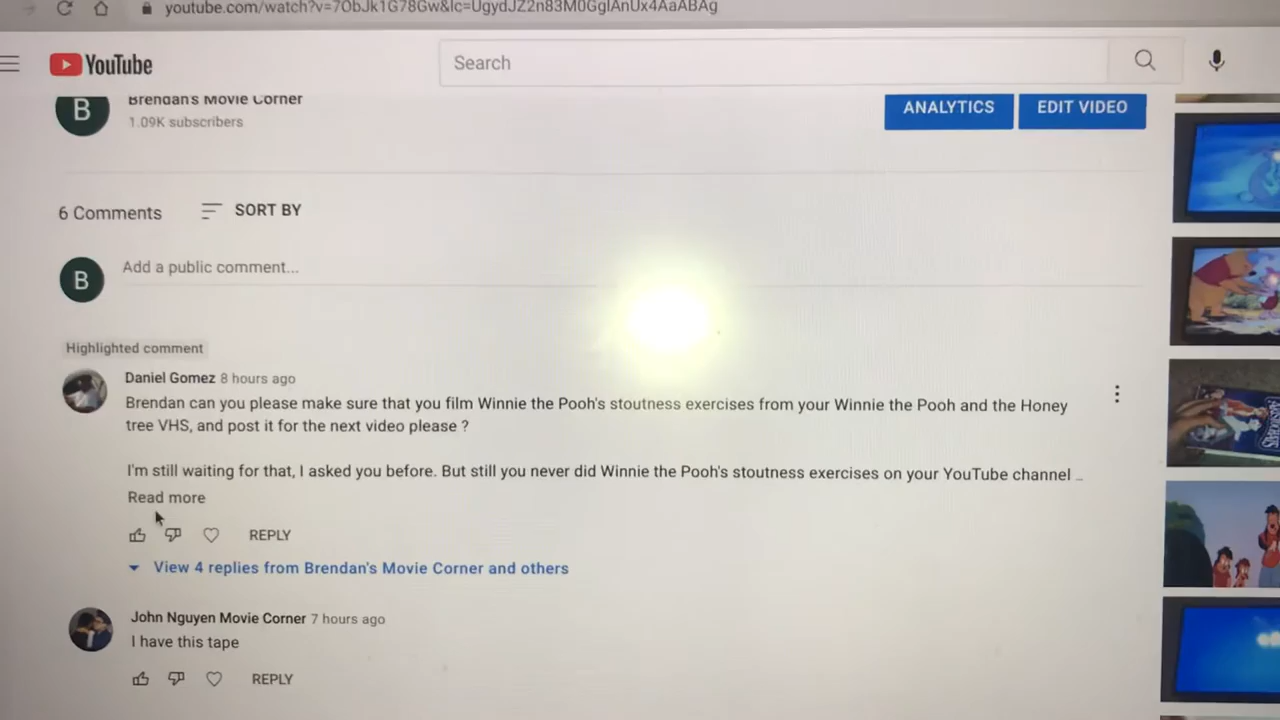 youtube.com/watch?v=7ObJk1G78Gw&lc=UgydJZ2n83M0GglAnUx4AaABAg
YouTube
Search
Brendan's Movie Corner
1.09K subscribers
ANALYTICS
EDIT VIDEO
6 Comments
SORT BY
B
B
Add a public comment...
Highlighted comment
Daniel Gomez 8 hours ago
Brendan can you please make sure that you film Winnie the Pooh's stoutness exercises from your Winnie the Pooh and the Honey
tree VHS, and post it for the next video please ?
I'm still waiting for that, I asked you before. But still you never did Winnie the Pooh's stoutness exercises on your YouTube channel ...
Read more
REPLY
View 4 replies from Brendan's Movie Corner and others
John Nguyen Movie Corner 7 hours ago
I have this tape
REPLY